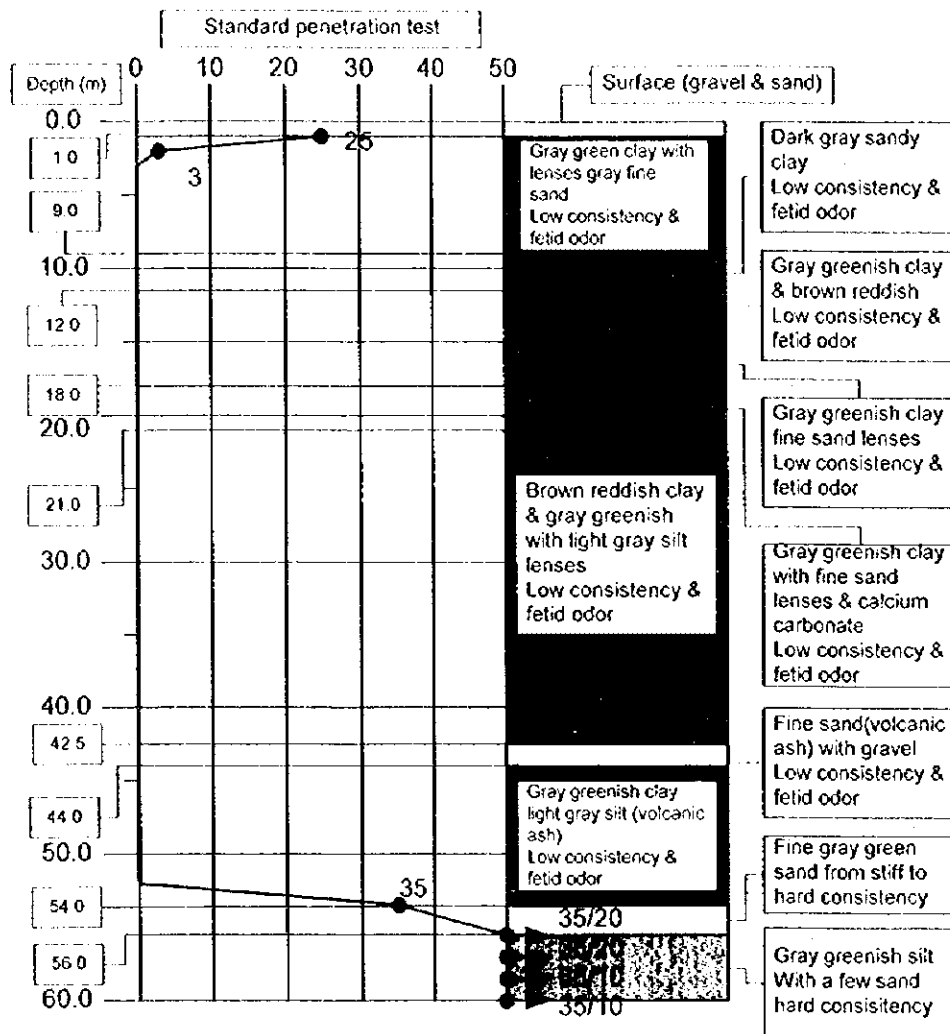 Standard penetration test
Depth (m)
0 10 20 30 40 50
Surface (gravel & sand)
0.0
1.0
9.0
10.0
12.0
18.0
20.0
21.0
30.0
40.0
42.5
44.0
50.0
54.0
56.0
60.0
25
3
35
35/20
35/10
Gray green clay with
lenses gray fine
sand
Low consistency &
fetid odor
Brown reddish clay
& gray greenish
with light gray silt
lenses
Low consistency &
fetid odor
Gray greenish clay
light gray silt (volcanic
ash)
Low consistency &
fetid odor
Dark gray sandy
clay
Low consistency &
fetid odor
Gray greenish clay
& brown reddish
Low consistency &
fetid odor
Gray greenish clay
fine sand lenses
Low consistency &
fetid odor
Gray greenish clay
with fine sand
lenses & calcium
carbonate
Low consistency &
fetid odor
Fine sand(volcanic
ash) with gravel
Low consistency &
fetid odor
Fine gray green
sand from stiff to
hard consistency
Gray greenish silt
With a few sand
hard consisitency